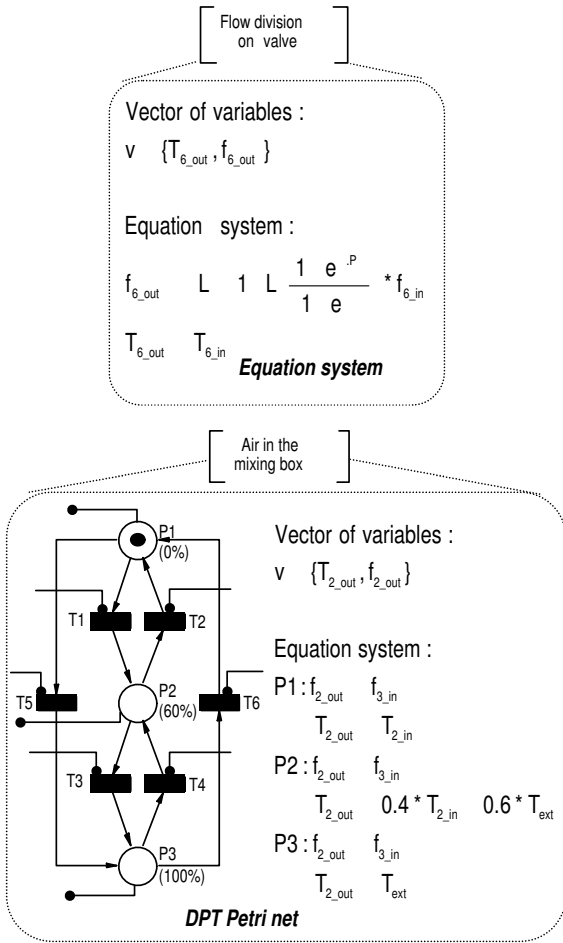 Flow division
on valve
Vector of variables :
v {T6_out , f6_out }
Equation system :
f6_out L 1 L 1 e .P / 1 e * f6_in
T6_out T6_in
Equation system
Air in the
mixing box
P1
(0%)
T1 T2
P2
(60%)
T5 T6
T3 T4
P3
(100%)
DPT Petri net
Vector of variables :
v {T2_out , f2_out }
Equation system :
P1 : f2_out f3_in
T2_out T2_in
P2 : f2_out f3_in
T2_out 0.4 * T2_in 0.6 * Text
P3 : f2_out f3_in
T2_out Text